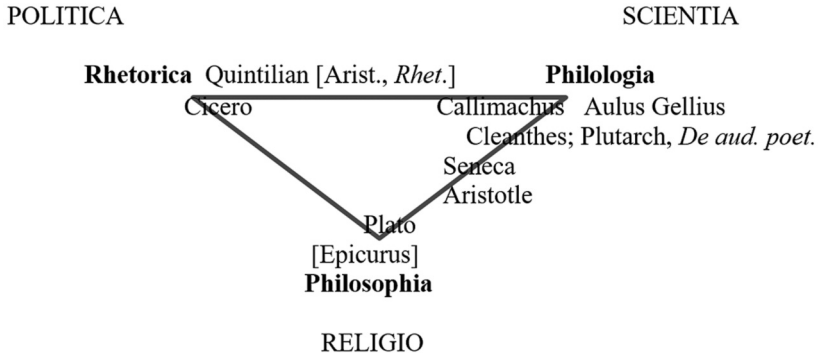 POLITICA SCIENTIA
Rhetorica Quintilian [Arist., Rhet.] Philologia
Cicero Callimachus Aulus Gellius
Cleanthes; Plutarch, De aud. poet.
Seneca
Aristotle
Plato
[Epicurus]
Philosophia
RELIGIO